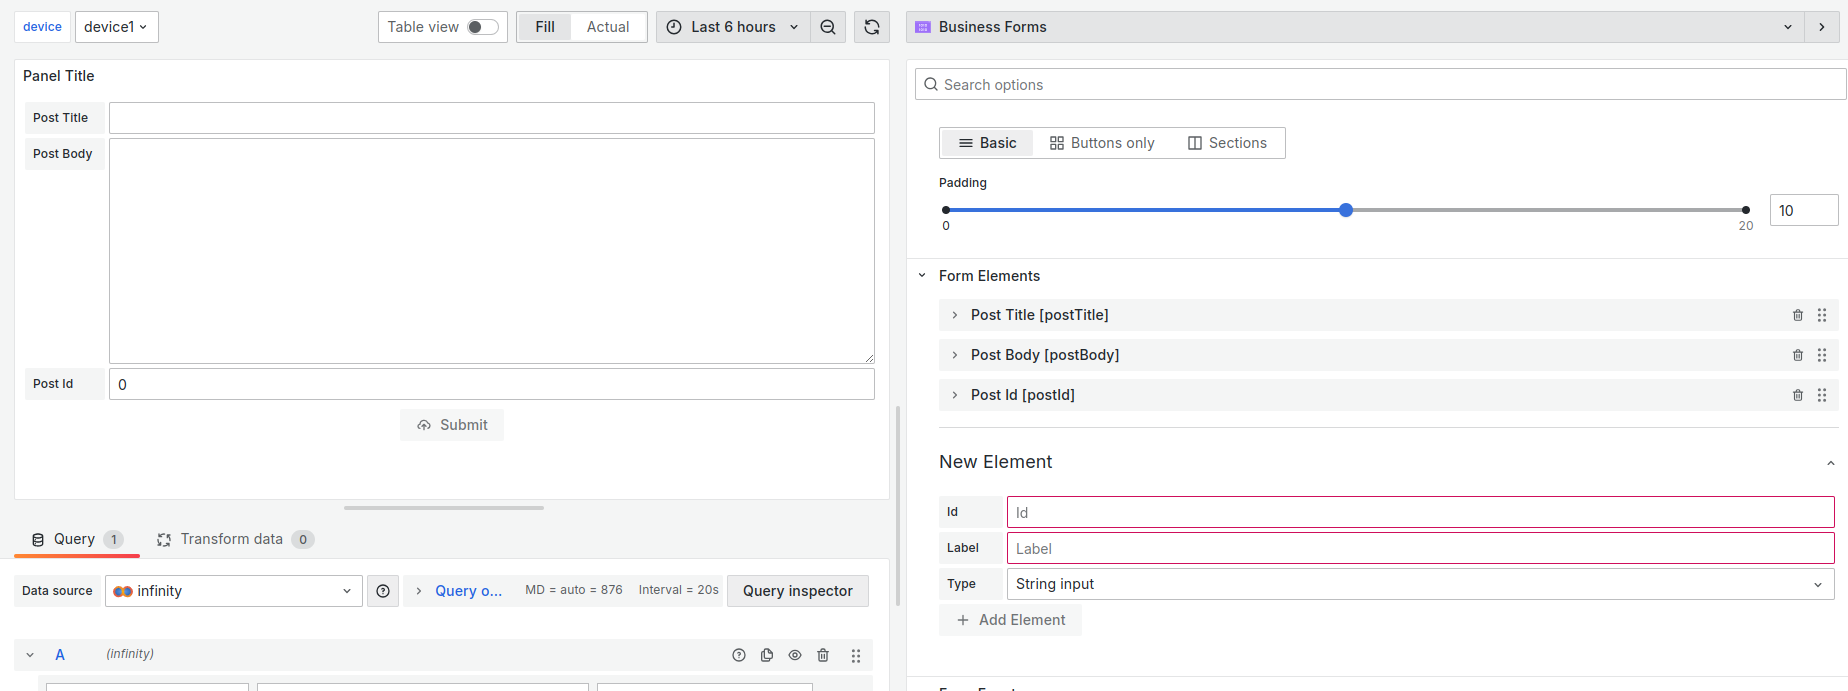 device device1 Table view Fill Actual Last 6 hours
Panel Title
Post Title
Post Body
Post Id 0
Submit
Query 1 Transform data 0
Data source infinity Query o... MD = auto = 876 Interval = 20s Query inspector
A (infinity)
Business Forms
Search options
Basic Buttons only Sections
Padding
0 20 10
Form Elements
Post Title [postTitle]
Post Body [postBody]
Post Id [postId]
New Element
Id Id
Label Label
Type String input
Add Element